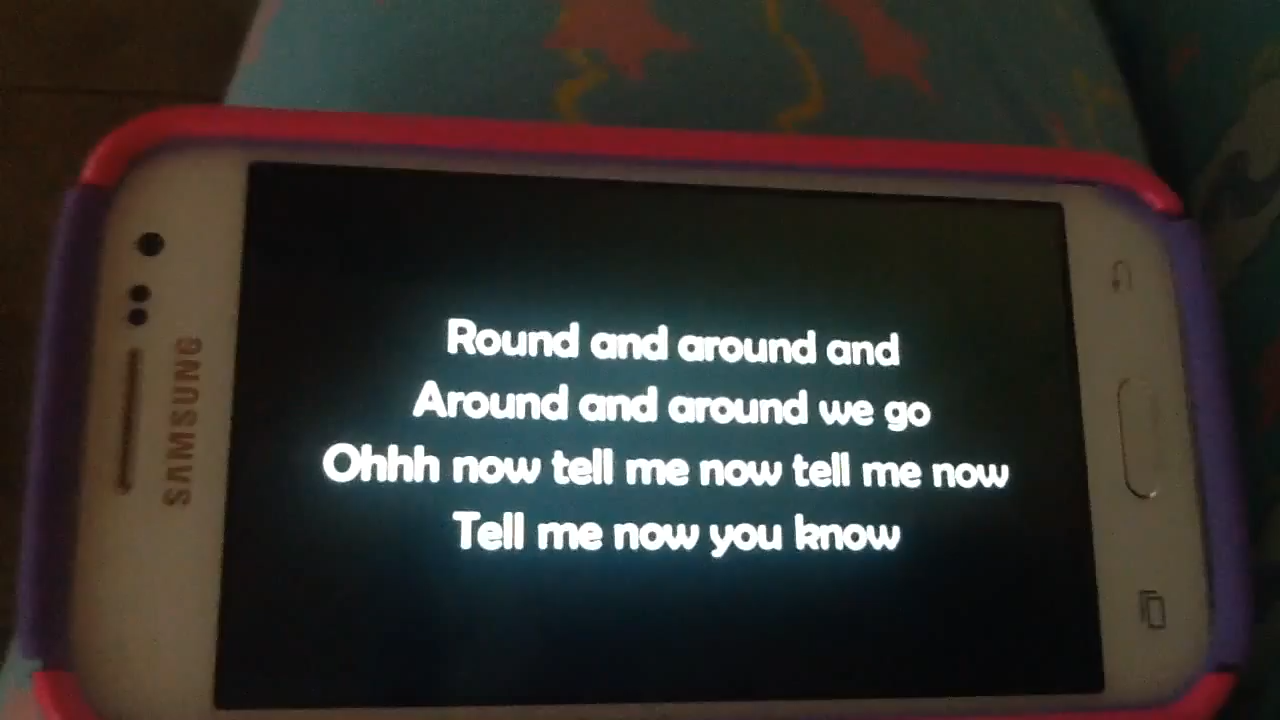 SAMSUNG
Round and around and
Around and around we go
Ohhh now tell me now tell me now
Tell me now you know